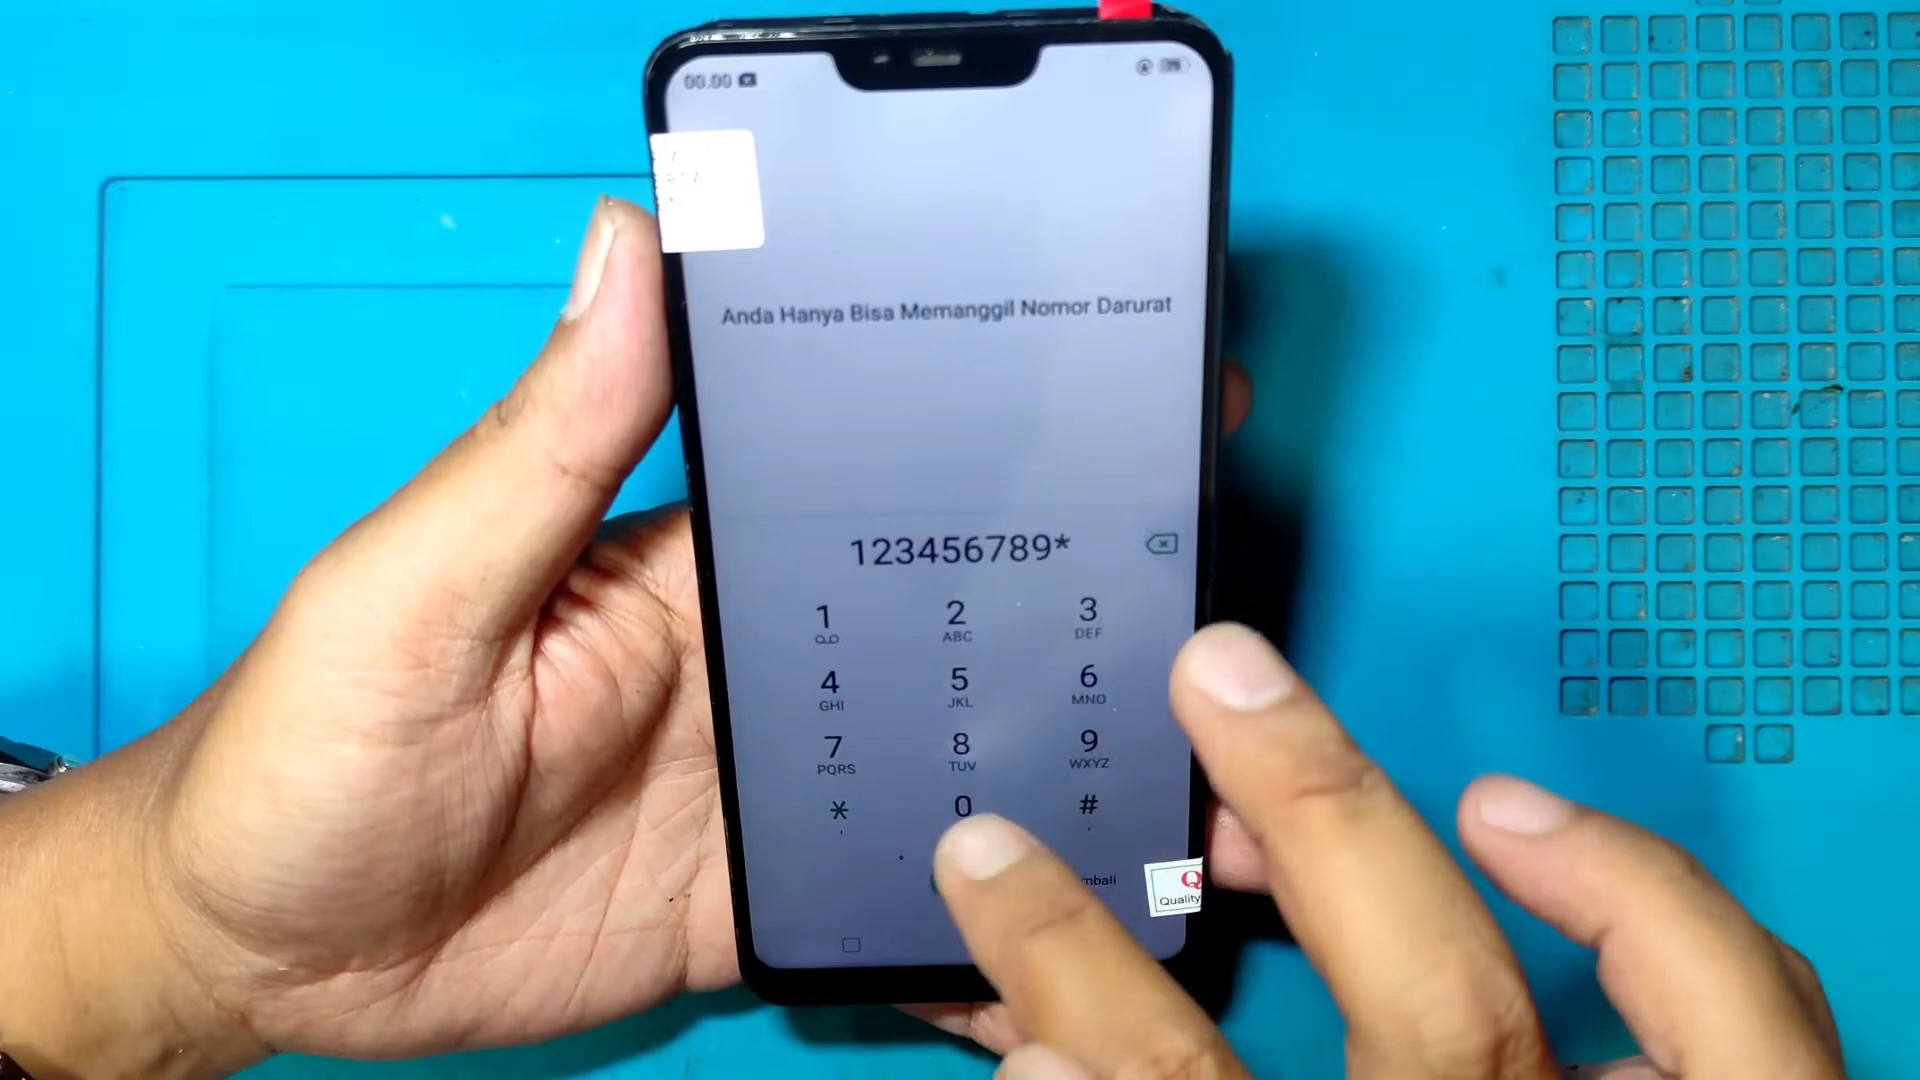 00.00
Anda Hanya Bisa Memanggil Nomor Darurat
123456789*
1 2 3
ABC DEF
4 5 6
GHI JKL MNO
7 8 9
PQRS TUV WXYZ
* 0 #
, ;
mbali
Q
Quality